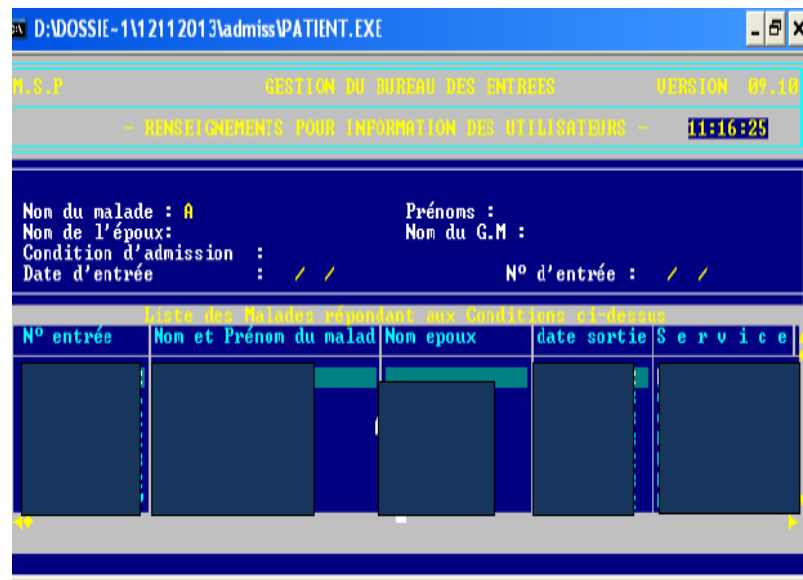 D:\DOSSIE~1\12112013\admiss\PATIENT.EXE
M.S.P GESTION DU BUREAU DES ENTREES VERSION 09.10
- RENSEIGNEMENTS POUR INFORMATION DES UTILISATEURS - 11:16:25
Nom du malade : A Prénoms :
Nom de l'époux: Nom du G.M :
Condition d'admission :
Date d'entrée : / / Nº d'entrée : / /
Liste des Malades répondant aux Conditions ci-dessus
Nº entrée Nom et Prénom du malad Nom epoux date sortie S e r v i c e